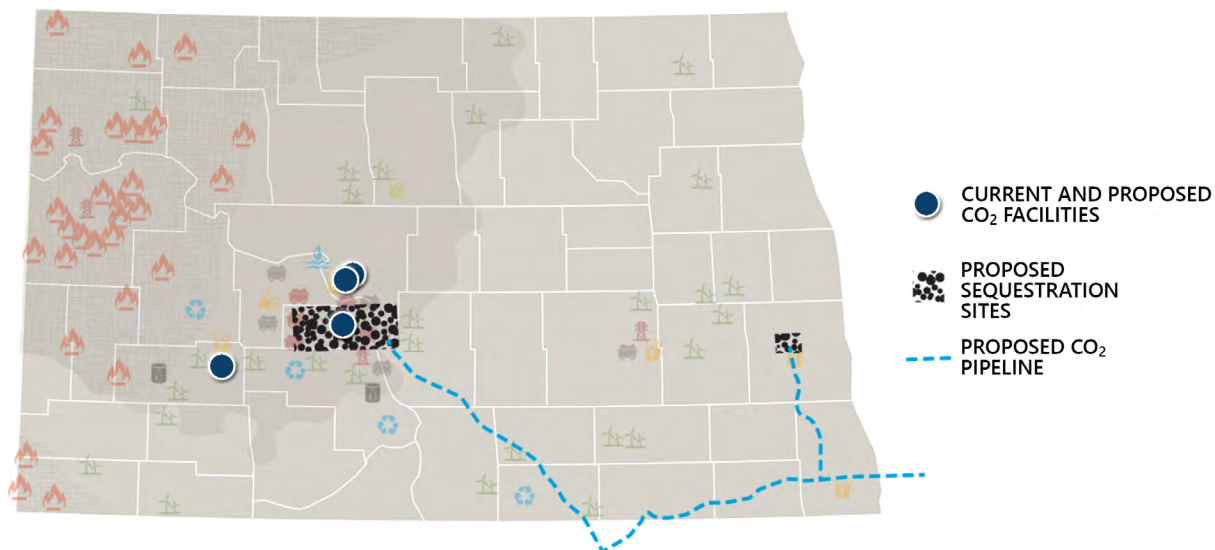 CURRENT AND PROPOSED
CO₂ FACILITIES
PROPOSED
SEQUESTRATION
SITES
PROPOSED CO₂
PIPELINE